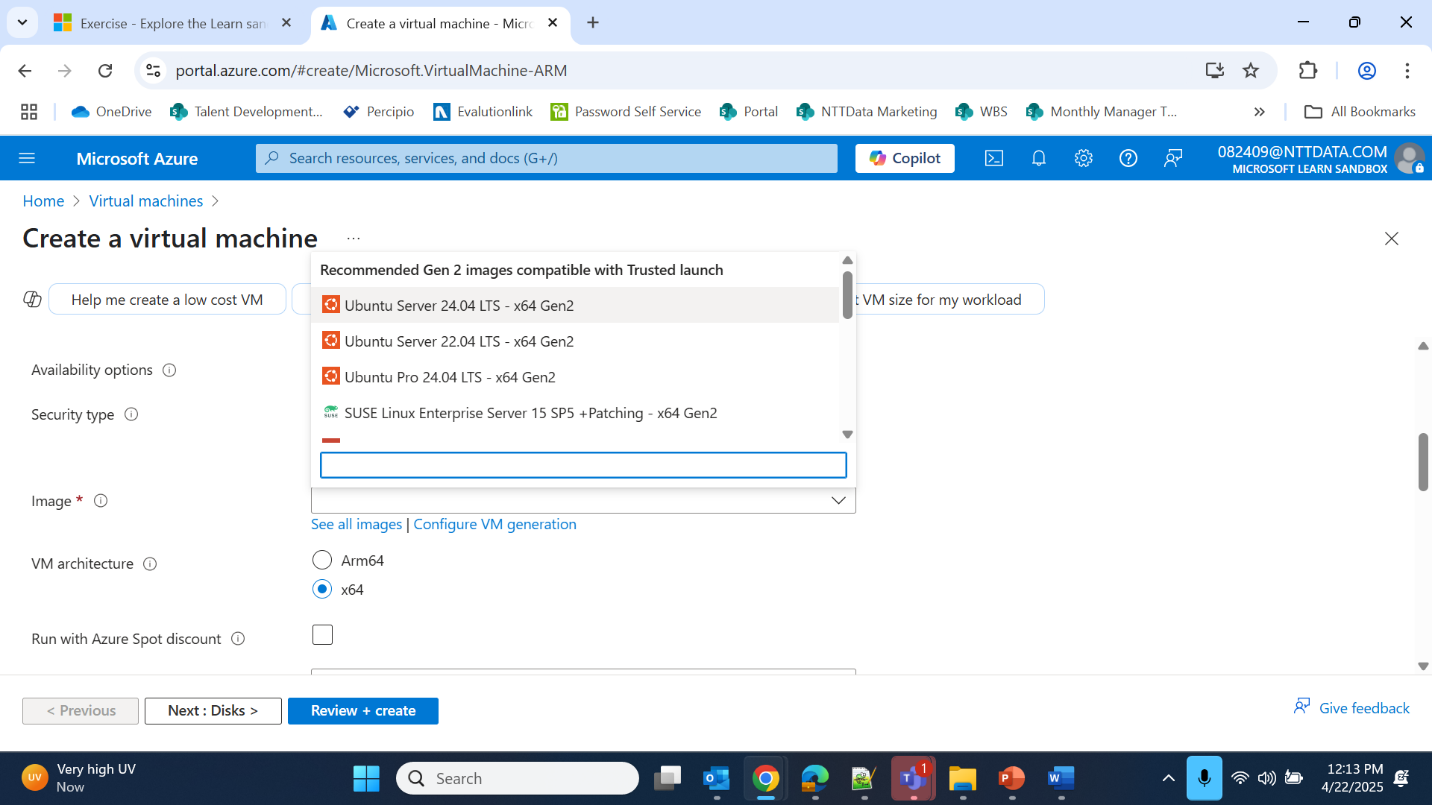 Exercise - Explore the Learn san
Create a virtual machine - Micro
portal.azure.com/#create/Microsoft.VirtualMachine-ARM
OneDrive
Talent Development...
Percipio
Evalutionlink
Password Self Service
Portal
NTTData Marketing
WBS
Monthly Manager T...
All Bookmarks
Microsoft Azure
Search resources, services, and docs (G+/)
Copilot
082409@NTTDATA.COM
MICROSOFT LEARN SANDBOX
Home > Virtual machines >
Create a virtual machine ...
Help me create a low cost VM
t VM size for my workload
Recommended Gen 2 images compatible with Trusted launch
Ubuntu Server 24.04 LTS - x64 Gen2
Ubuntu Server 22.04 LTS - x64 Gen2
Availability options
Ubuntu Pro 24.04 LTS - x64 Gen2
Security type
SUSE Linux Enterprise Server 15 SP5 +Patching - x64 Gen2
Image *
See all images | Configure VM generation
VM architecture
Arm64
x64
Run with Azure Spot discount
< Previous
Next : Disks >
Review + create
Give feedback
UV
Very high UV
Now
Search
1
12:13 PM
4/22/2025